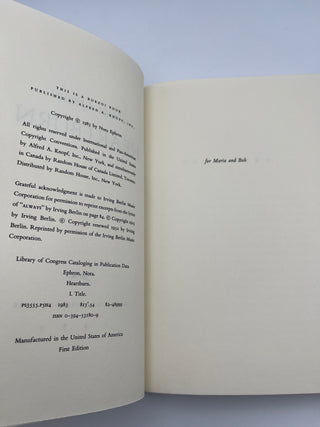 THIS IS A BORZOI BOOK
PUBLISHED BY ALFRED A. KNOPF, INC.
Copyright © 1983 by Nora Ephron
All rights reserved under International and Pan-American
Copyright Conventions. Published in the United States
by Alfred A. Knopf, Inc., New York, and simultaneously
in Canada by Random House of Canada Limited, Toronto.
Distributed by Random House, Inc., New York.
Grateful acknowledgment is made to Irving Berlin Music
Corporation for permission to reprint excerpts from the lyrics
of "ALWAYS" by Irving Berlin on page 84. © Copyright 1925
by Irving Berlin. © Copyright renewed 1952 by Irving
Berlin. Reprinted by permission of the Irving Berlin Music
Corporation.
Library of Congress Cataloging in Publication Data
Ephron, Nora.
Heartburn.
I. Title.
PS3555.P5H4 1983 813'.54
ISBN 0-394-53180-9
Manufactured in the United States of America
First Edition
for Maria and Bob